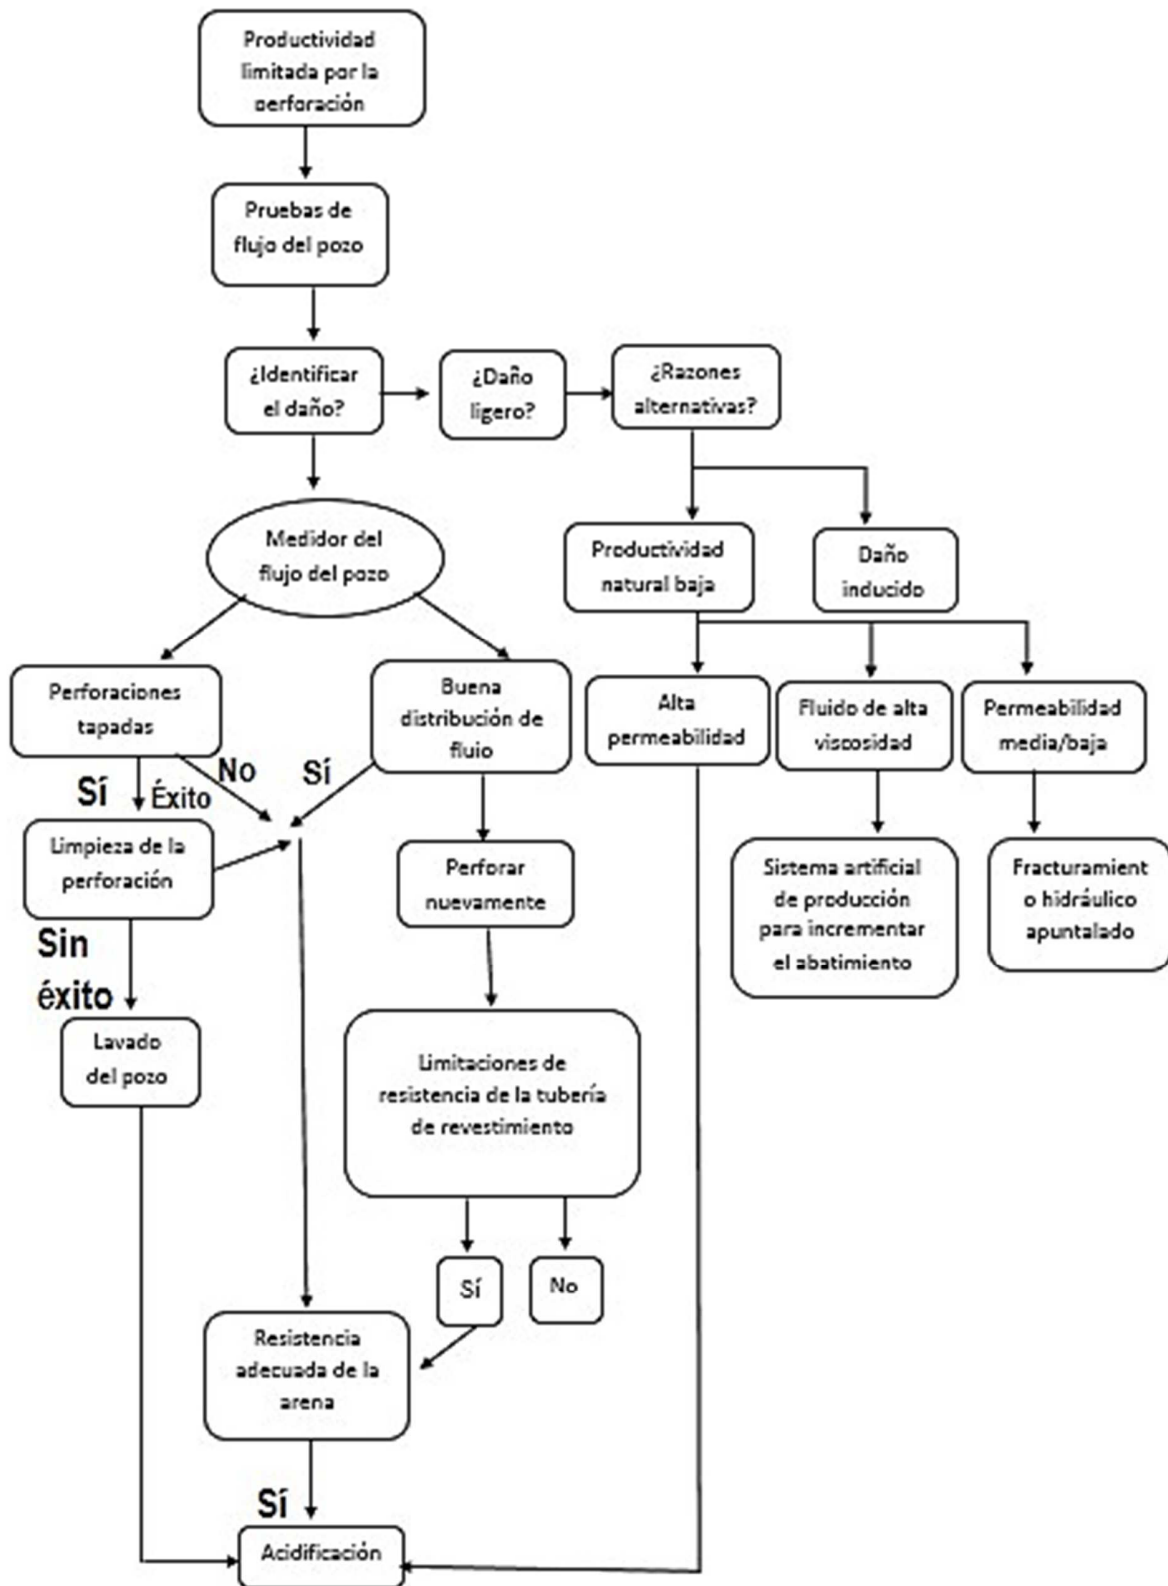 Productividad
limitada por la
perforación
Pruebas de
flujo del pozo
¿Identificar
el daño?
¿Daño
ligero?
¿Razones
alternativas?
Medidor del
flujo del pozo
Productividad
natural baja
Daño
inducido
Perforaciones
tapadas
Buena
distribución de
fluio
Alta
permeabilidad
Fluido de alta
viscosidad
Permeabilidad
media/baja
Sí
Éxito
No
Sí
Limpieza de la
perforación
Perforar
nuevamente
Sistema artificial
de producción
para incrementar
el abatimiento
Fracturamient
o hidráulico
apuntalado
Sin
éxito
Lavado
del pozo
Limitaciones de
resistencia de la tubería
de revestimiento
Sí
No
Resistencia
adecuada de la
arena
Sí
Acidificación